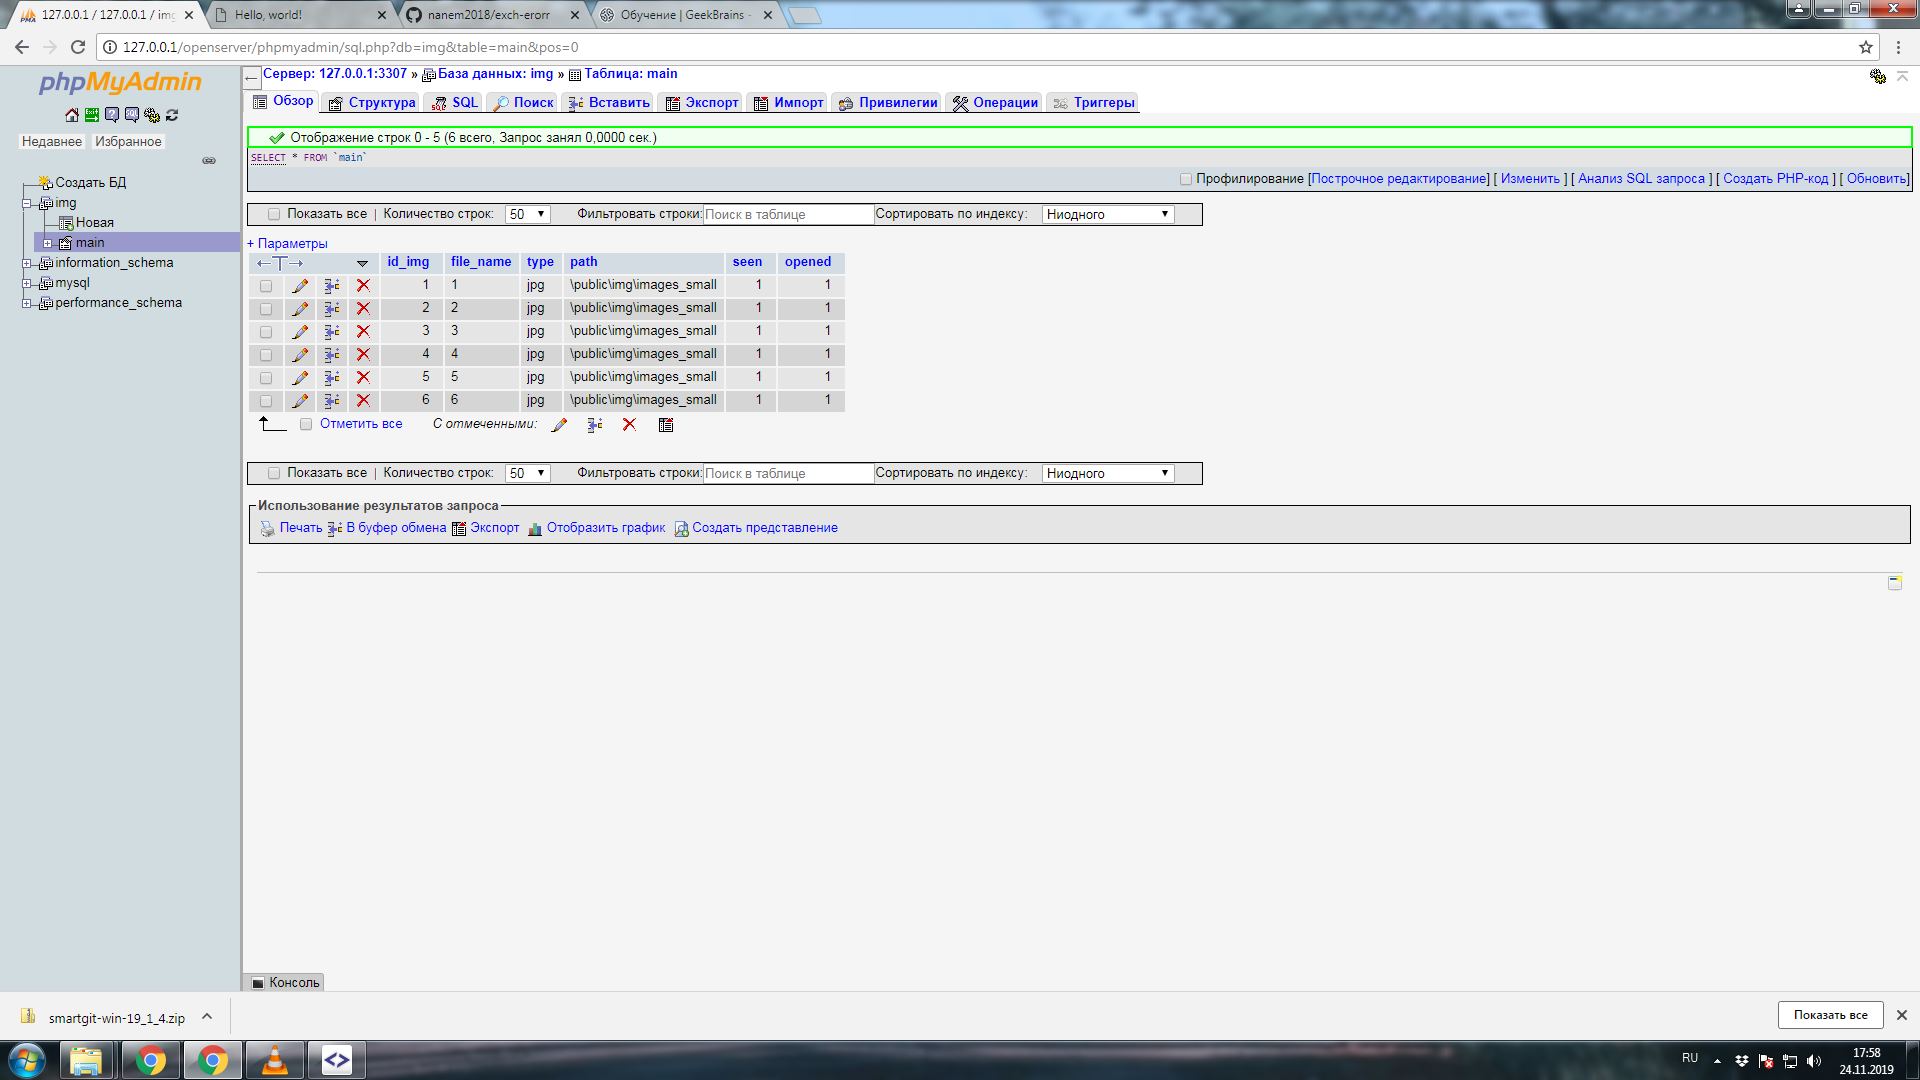 127.0.0.1 / 127.0.0.1 / img
Hello, world!
nanem2018/exch-erorr
Обучение | GeekBrains -
127.0.0.1/openserver/phpmyadmin/sql.php?db=img&table=main&pos=0
phpMyAdmin
Недавнее Избранное
Создать БД
img
Новая
main
information_schema
mysql
performance_schema
Сервер: 127.0.0.1:3307 » База данных: img » Таблица: main
Обзор Структура SQL Поиск Вставить Экспорт Импорт Привилегии Операции Триггеры
Отображение строк 0 - 5 (6 всего, Запрос занял 0,0000 сек.)
SELECT * FROM `main`
Профилирование [Построчное редактирование] [ Изменить ] [ Анализ SQL запроса ] [ Создать PHP-код ] [ Обновить]
Показать все | Количество строк: 50 Фильтровать строки: Поиск в таблице Сортировать по индексу: Ниодного
+ Параметры
←T→ id_img file_name type path seen opened
1 1 jpg \public\img\images_small 1 1
2 2 jpg \public\img\images_small 1 1
3 3 jpg \public\img\images_small 1 1
4 4 jpg \public\img\images_small 1 1
5 5 jpg \public\img\images_small 1 1
6 6 jpg \public\img\images_small 1 1
Отметить все С отмеченными:
Показать все | Количество строк: 50 Фильтровать строки: Поиск в таблице Сортировать по индексу: Ниодного
Использование результатов запроса
Печать В буфер обмена Экспорт Отобразить график Создать представление
Консоль
smartgit-win-19_1_4.zip
Показать все
RU
17:58
24.11.2019